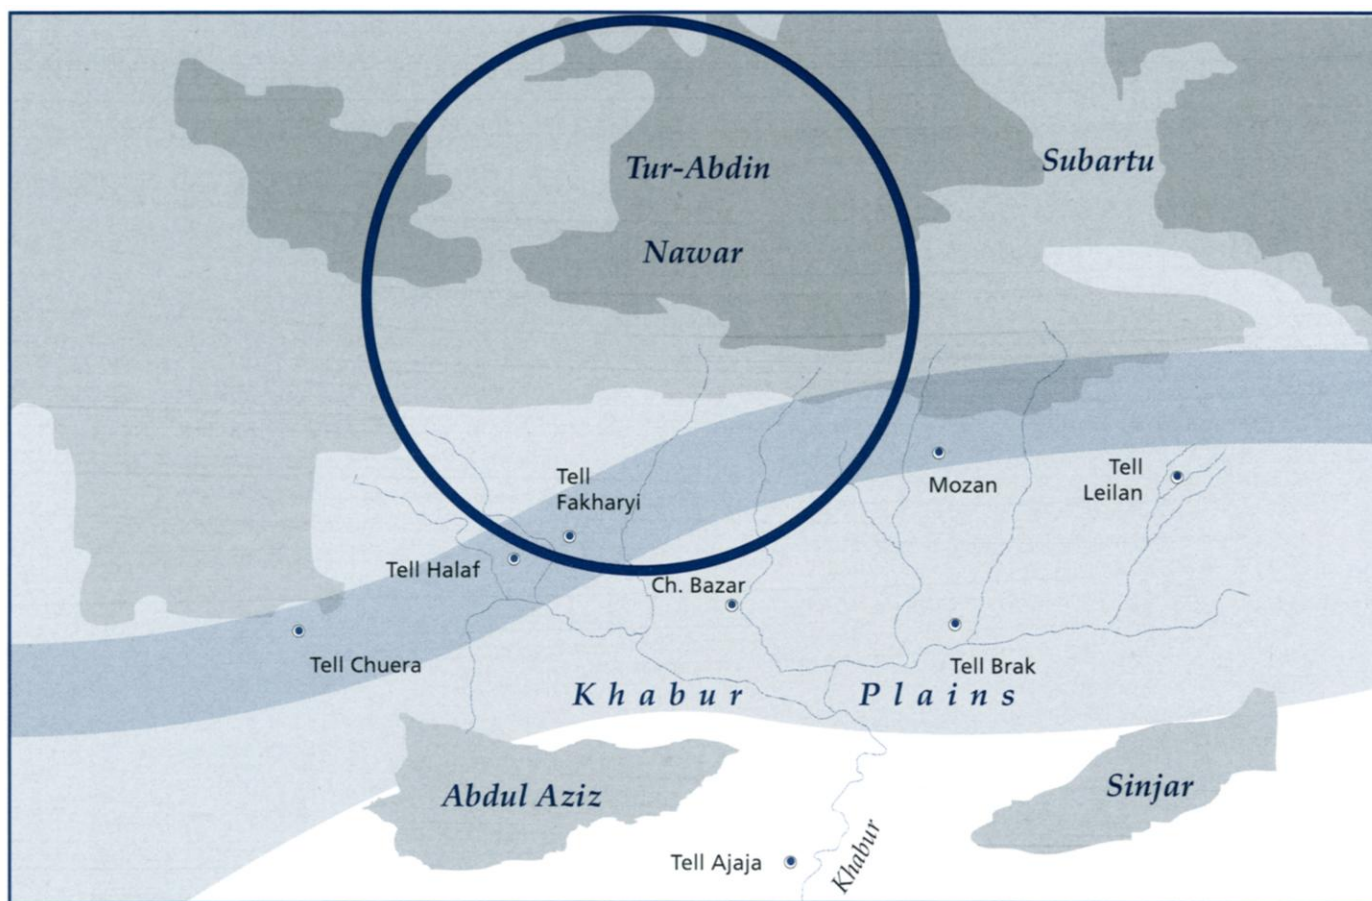 Tur-Abdin
Subartu
Nawar
Tell
Fakharyi
Mozan
Tell
Leilan
Tell Halaf
Ch. Bazar
Tell Chuera
Tell Brak
Khabur Plains
Abdul Aziz
Sinjar
Tell Ajaja
Khabur